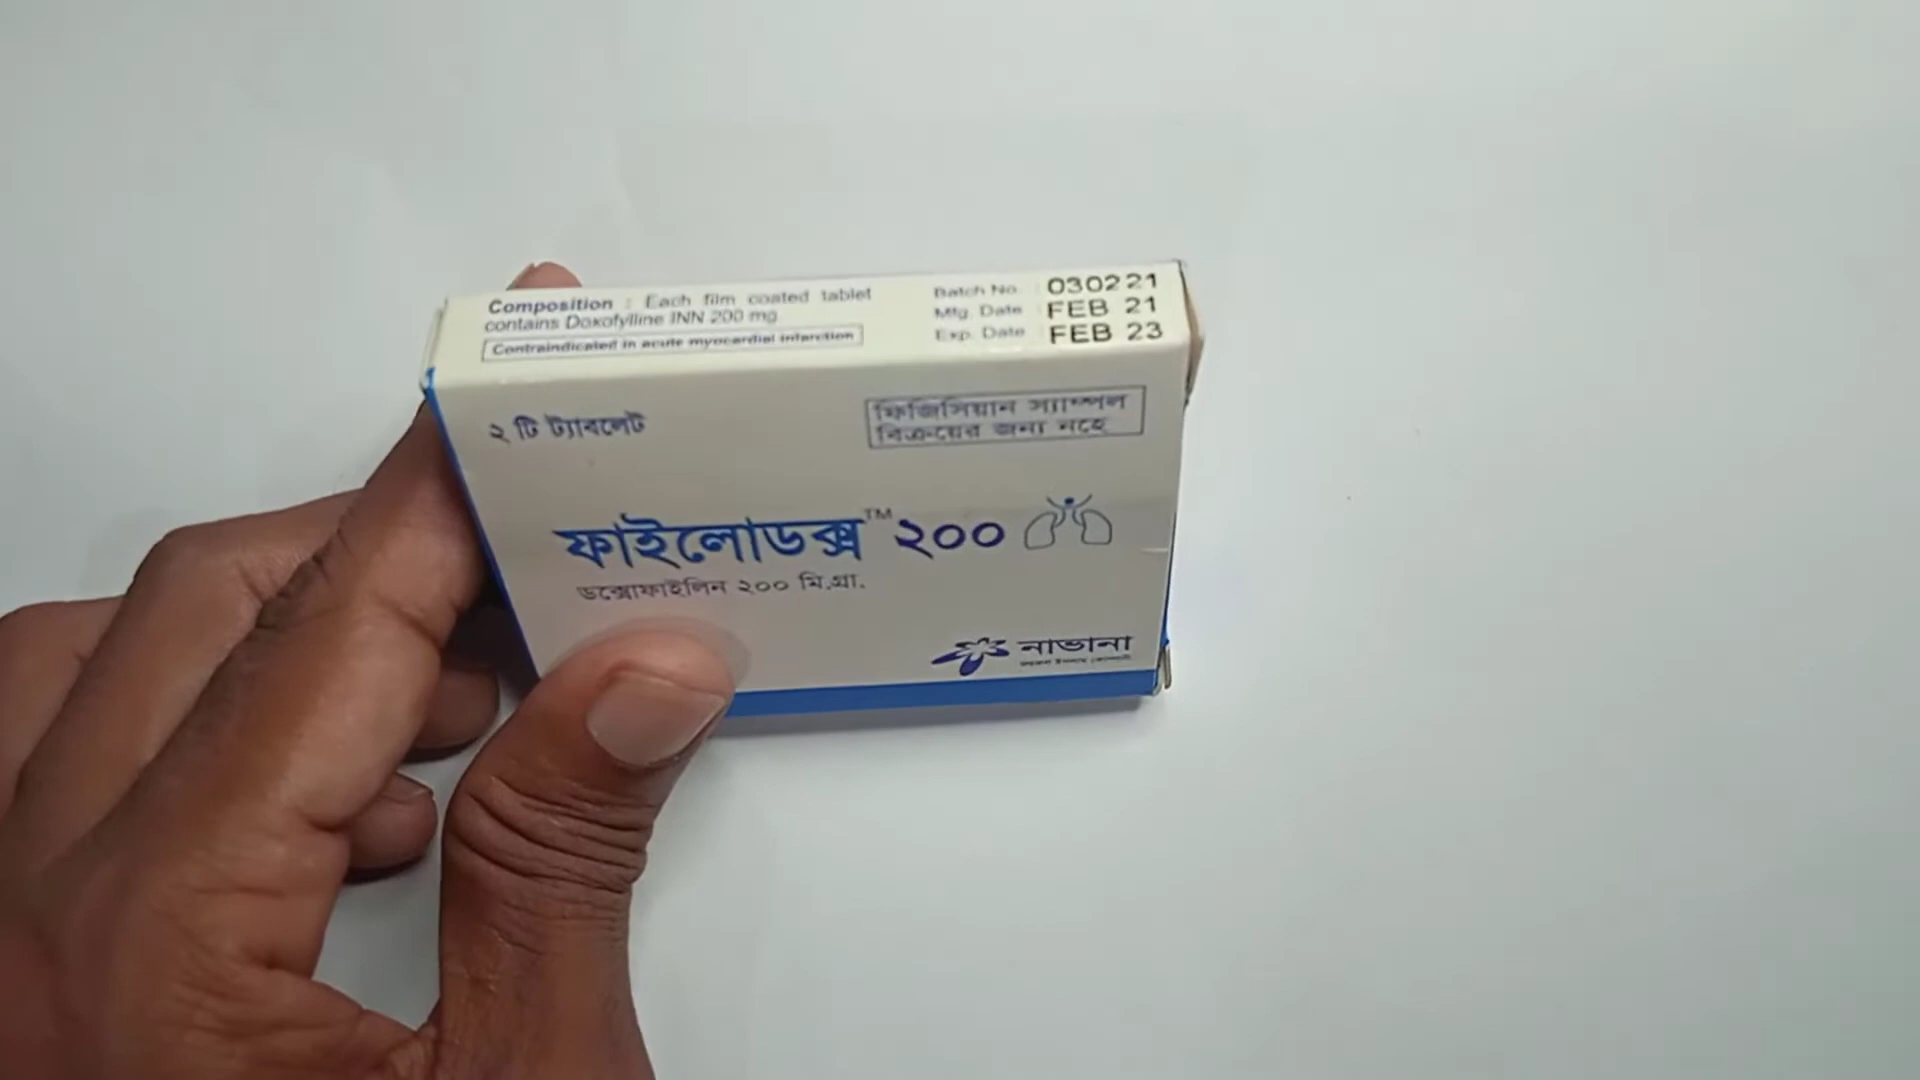 Composition : Each film coated tablet
contains Doxofylline INN 200 mg
Contraindicated in acute myocardial infarction
Batch No. : 030221
Mfg. Date : FEB 21
Exp. Date : FEB 23
২ টি ট্যাবলেট
ফিজিসিয়ান স্যাম্পল
বিক্রয়ের জন্য নহে
ফাইলোডক্স™ ২০০
ডক্সোফাইলিন ২০০ মি.গ্রা.
নাভানা